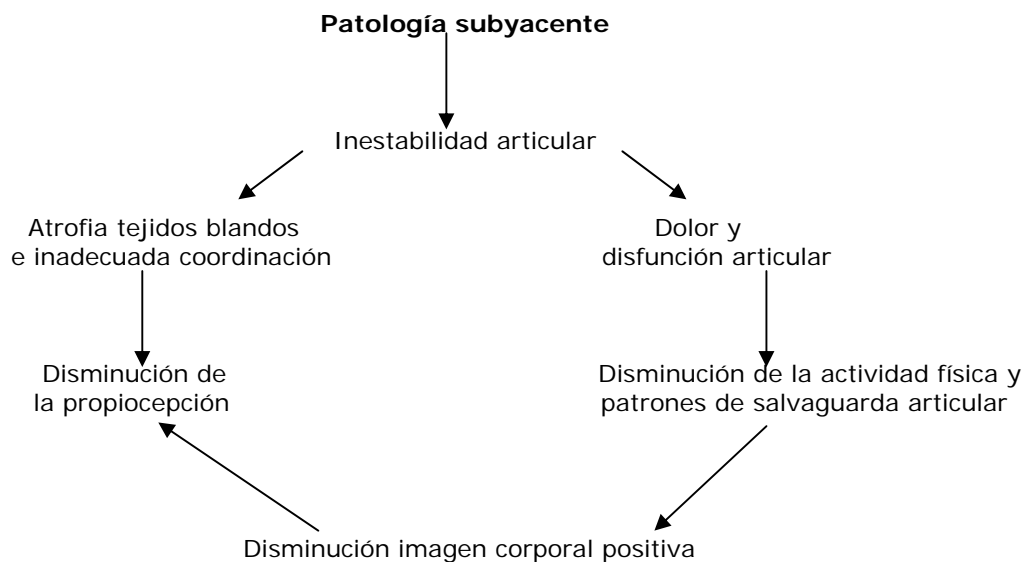 Patología subyacente
Inestabilidad articular
Atrofia tejidos blandos
e inadecuada coordinación
Dolor y
disfunción articular
Disminución de
la propiocepción
Disminución de la actividad física y
patrones de salvaguarda articular
Disminución imagen corporal positiva